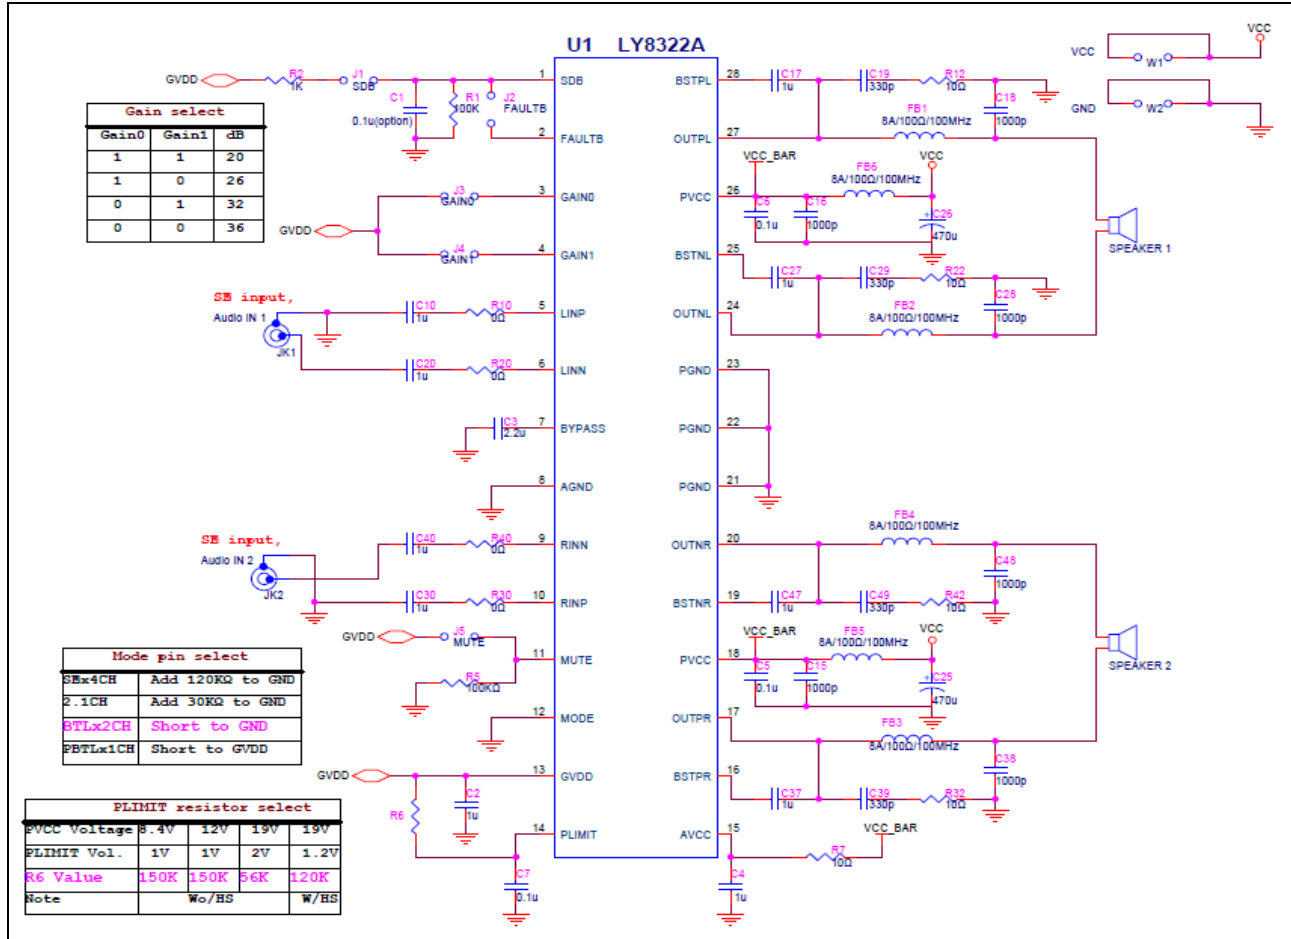 U1 LY8322A
GVDD
R2
1K
J1
SDB
C1
0.1u(option)
R1
100K
J2
FAULTB
1 SDB
2 FAULTB
3 GAIN0
4 GAIN1
5 LINP
6 LINN
7 BYPASS
8 AGND
9 RINN
10 RINP
11 MUTE
12 MODE
13 GVDD
14 PLIMIT
BSTPL 28
OUTPL 27
PVCC 26
BSTNL 25
OUTNL 24
PGND 23
PGND 22
PGND 21
OUTNR 20
BSTNR 19
PVCC 18
OUTPR 17
BSTPR 16
AVCC 15
Gain select
Gain0 Gain1 dB
1 1 20
1 0 26
0 1 32
0 0 36
GVDD
J3
GAIN0
J4
GAIN1
SE input,
Audio IN 1
JK1
C10
1u
R10
0Ω
C20
1u
R20
0Ω
C3
2.2u
SE input,
Audio IN 2
JK2
C40
1u
R40
0Ω
C30
1u
R30
0Ω
GVDD
J5
MUTE
R5
100KΩ
Mode pin select
SEx4CH Add 120KΩ to GND
2.1CH Add 30KΩ to GND
BTLx2CH Short to GND
PBTLx1CH Short to GVDD
GVDD
R6
C2
1u
C7
0.1u
PLIMIT resistor select
PVCC Voltage 8.4V 12V 19V 19V
PLIMIT Vol. 1V 1V 2V 1.2V
R6 Value 150K 150K 56K 120K
Note Wo/HS W/HS
C17
1u
C19
330p
R12
10Ω
FB1
8A/100Ω/100MHz
C18
1000p
VCC_BAR
FB6
8A/100Ω/100MHz
VCC
C6
0.1u
C16
1000p
C26
470u
C27
1u
C29
330p
R22
10Ω
FB2
8A/100Ω/100MHz
C28
1000p
SPEAKER 1
VCC
W1
VCC
GND
W2
FB4
8A/100Ω/100MHz
C48
1000p
C47
1u
C49
330p
R42
10Ω
VCC_BAR
FB5
8A/100Ω/100MHz
VCC
C5
0.1u
C15
1000p
C25
470u
SPEAKER 2
FB3
8A/100Ω/100MHz
C38
1000p
C37
1u
C39
330p
R32
10Ω
VCC_BAR
R7
10Ω
C4
1u